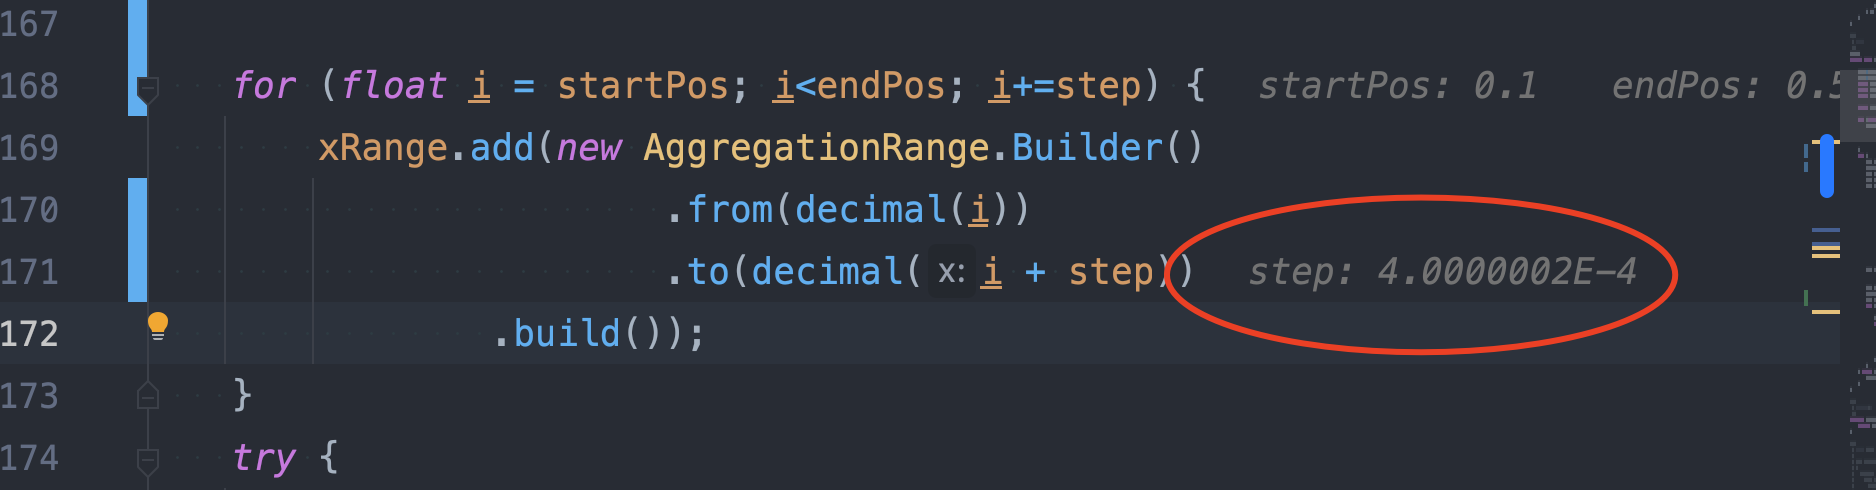 167
168 for (float i = startPos; i<endPos; i+=step) { startPos: 0.1 endPos: 0.5
169 xRange.add(new AggregationRange.Builder()
170 .from(decimal(i))
171 .to(decimal( x: i + step)) step: 4.0000002E-4
172 .build());
173 }
174 try {